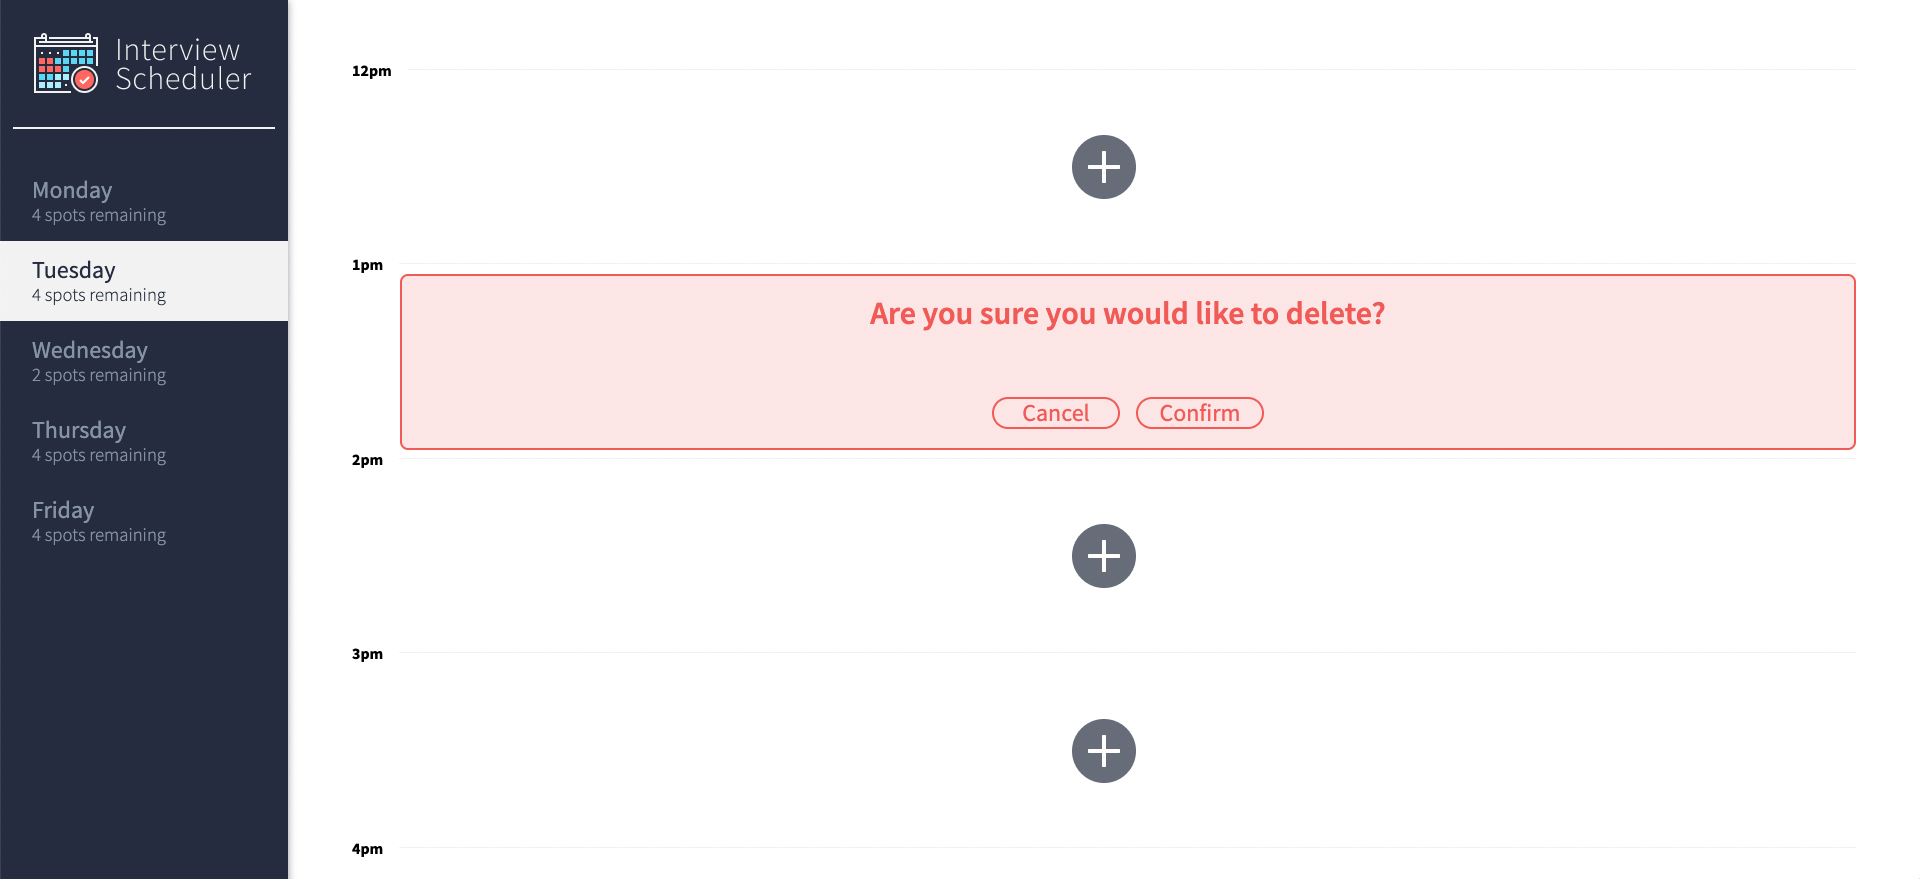 Interview
Scheduler
Monday
4 spots remaining
Tuesday
4 spots remaining
Wednesday
2 spots remaining
Thursday
4 spots remaining
Friday
4 spots remaining
12pm
1pm
Are you sure you would like to delete?
Cancel Confirm
2pm
3pm
4pm